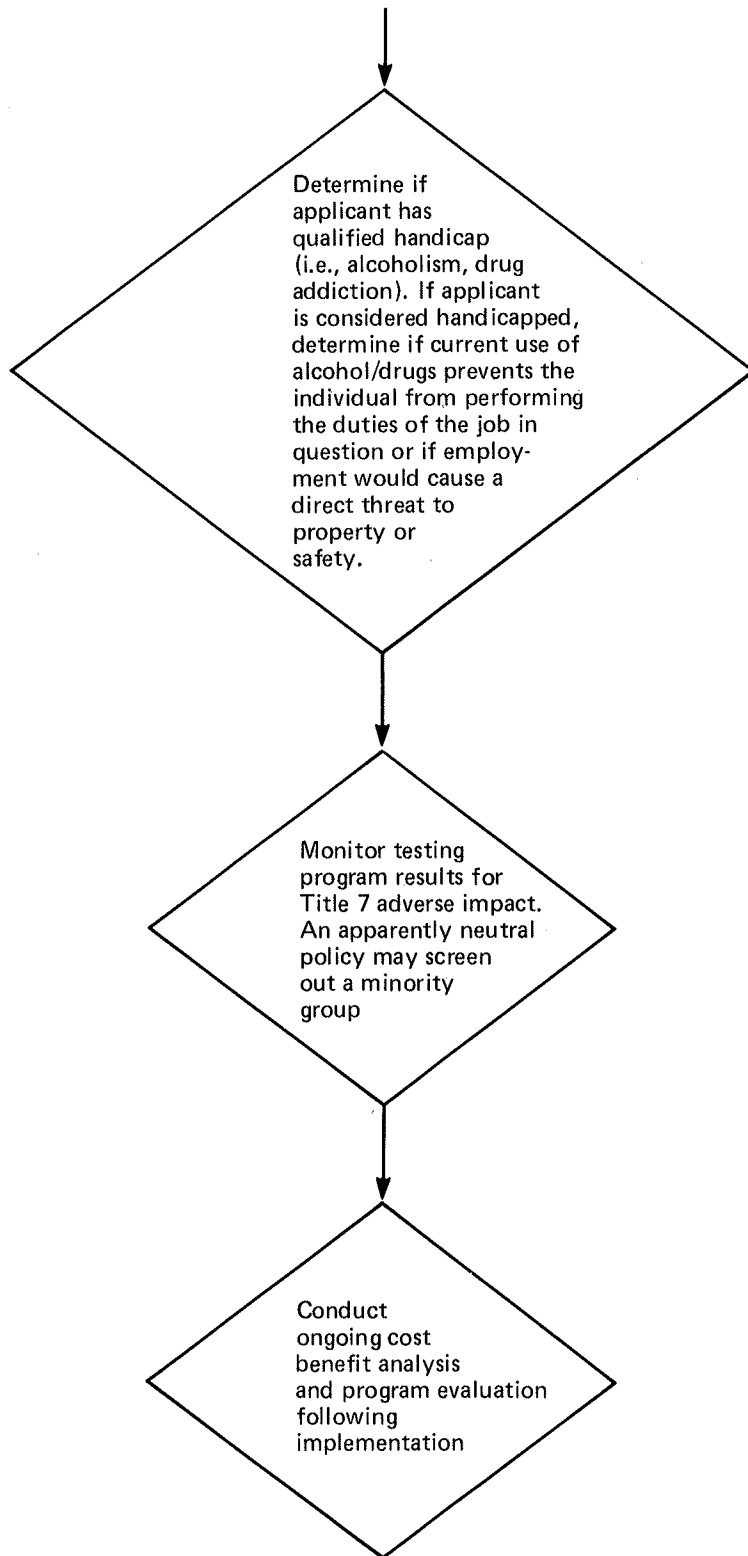 Determine if
applicant has
qualified handicap
(i.e., alcoholism, drug
addiction). If applicant
is considered handicapped,
determine if current use of
alcohol/drugs prevents the
individual from performing
the duties of the job in
question or if employ-
ment would cause a
direct threat to
property or
safety.
Monitor testing
program results for
Title 7 adverse impact.
An apparently neutral
policy may screen
out a minority
group
Conduct
ongoing cost
benefit analysis
and program evaluation
following
implementation